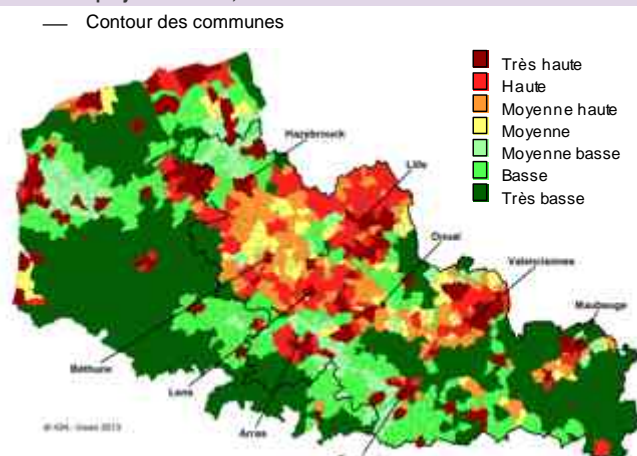 Contour des communes
Très haute
Haute
Moyenne haute
Moyenne
Moyenne basse
Basse
Très basse
Hazebrouck
Lille
Douai
Valenciennes
Maubeuge
Béthune
Lens
Arras